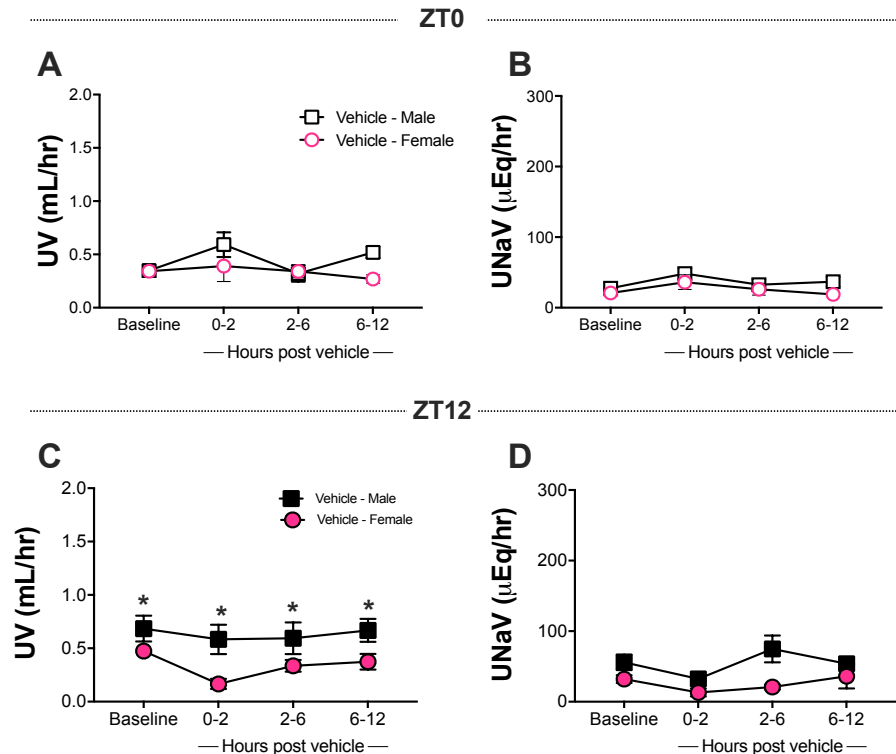 ZT0
A
B
UV (mL/hr)
2.0
1.5
1.0
0.5
0.0
Vehicle - Male
Vehicle - Female
Baseline
0-2
2-6
6-12
Hours post vehicle
UNaV (μEq/hr)
300
200
100
0
Baseline
0-2
2-6
6-12
Hours post vehicle
ZT12
C
D
UV (mL/hr)
2.0
1.5
1.0
0.5
0.0
Vehicle - Male
Vehicle - Female
*
*
*
*
Baseline
0-2
2-6
6-12
Hours post vehicle
UNaV (μEq/hr)
300
200
100
0
Baseline
0-2
2-6
6-12
Hours post vehicle